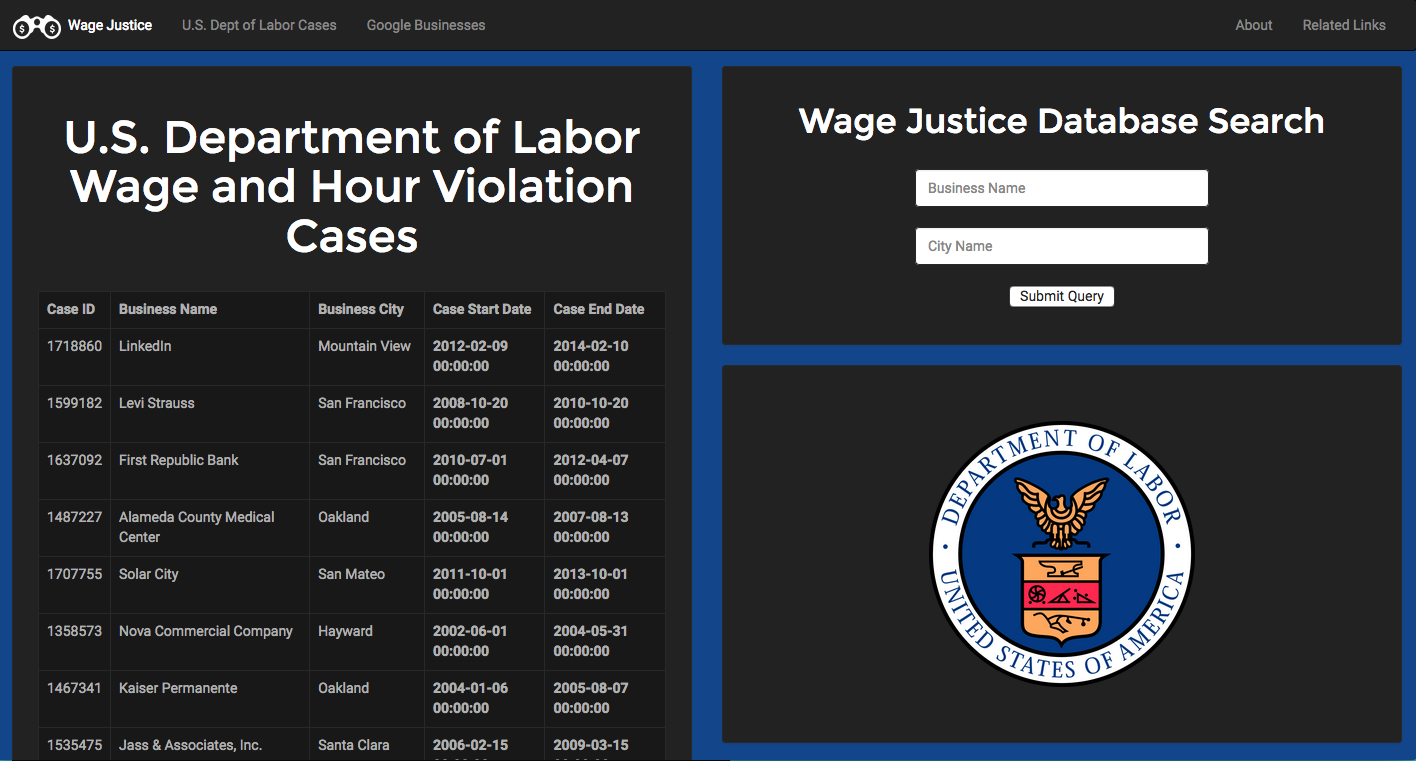 $ $ Wage Justice U.S. Dept of Labor Cases Google Businesses About Related Links
U.S. Department of Labor
Wage and Hour Violation
Cases
Case ID Business Name Business City Case Start Date Case End Date
1718860 LinkedIn Mountain View 2012-02-09 2014-02-10
00:00:00 00:00:00
1599182 Levi Strauss San Francisco 2008-10-20 2010-10-20
00:00:00 00:00:00
1637092 First Republic Bank San Francisco 2010-07-01 2012-04-07
00:00:00 00:00:00
1487227 Alameda County Medical Oakland 2005-08-14 2007-08-13
Center 00:00:00 00:00:00
1707755 Solar City San Mateo 2011-10-01 2013-10-01
00:00:00 00:00:00
1358573 Nova Commercial Company Hayward 2002-06-01 2004-05-31
00:00:00 00:00:00
1467341 Kaiser Permanente Oakland 2004-01-06 2005-08-07
00:00:00 00:00:00
1535475 Jass & Associates, Inc. Santa Clara 2006-02-15 2009-03-15
Wage Justice Database Search
Business Name
City Name
Submit Query
DEPARTMENT OF LABOR
UNITED STATES OF AMERICA